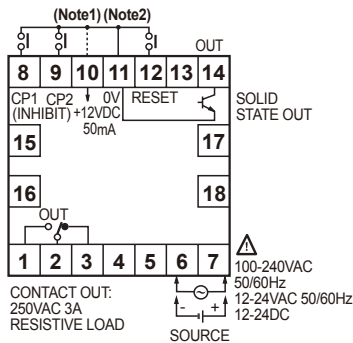 (Note1) (Note2)
OUT
8 9 10 11 12 13 14
CP1 CP2 0V RESET
(INHIBIT) +12VDC
50mA
SOLID
STATE OUT
15 17
16 18
OUT
1 2 3 4 5 6 7
CONTACT OUT:
250VAC 3A
RESISTIVE LOAD
- +
SOURCE
100-240VAC
50/60Hz
12-24VAC 50/60Hz
12-24DC